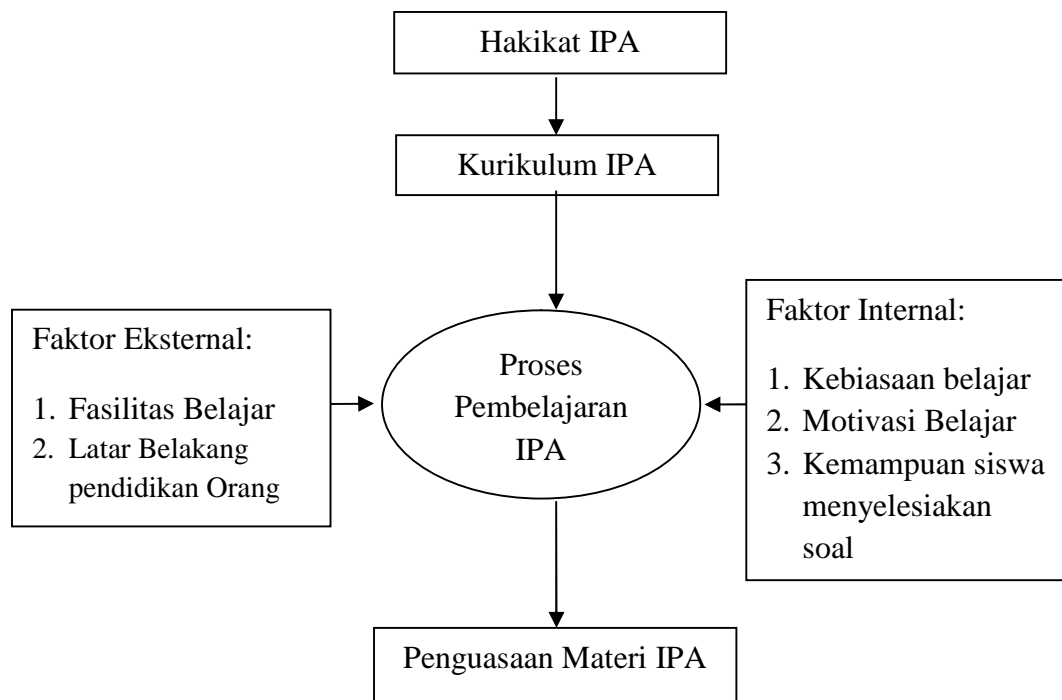 Hakikat IPA
Kurikulum IPA
Faktor Eksternal:
1. Fasilitas Belajar
2. Latar Belakang
pendidikan Orang
Proses
Pembelajaran
IPA
Faktor Internal:
1. Kebiasaan belajar
2. Motivasi Belajar
3. Kemampuan siswa
menyelesiakan
soal
Penguasaan Materi IPA